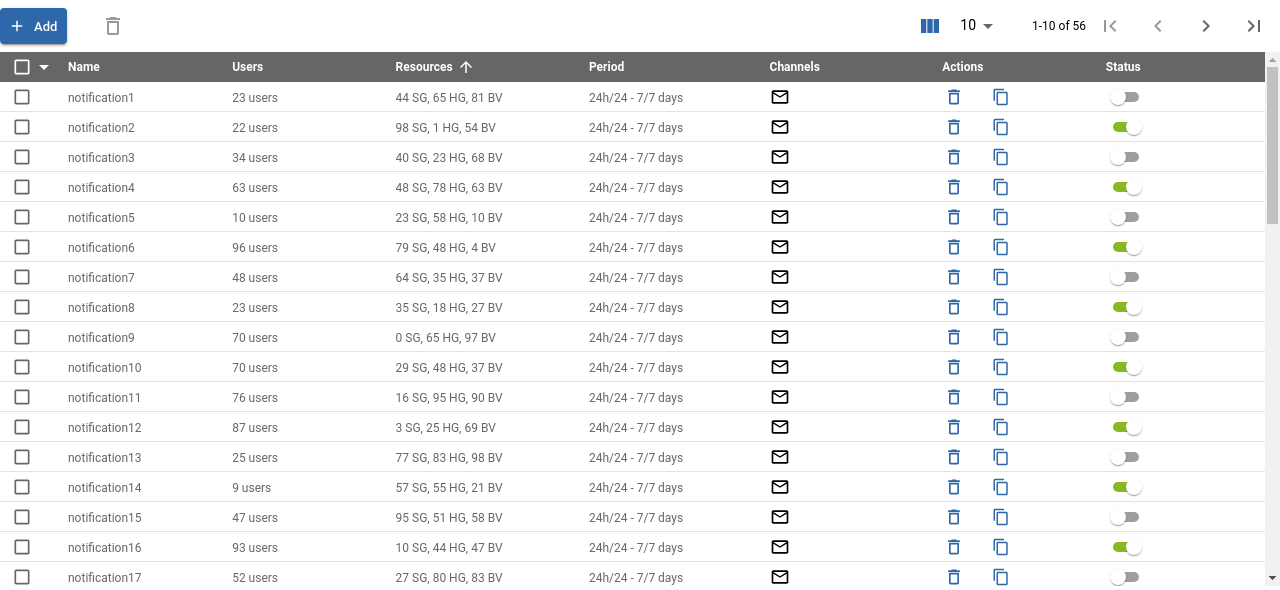 Add 10 1-10 of 56
Name Users Resources Period Channels Actions Status
notification1 23 users 44 SG, 65 HG, 81 BV 24h/24 - 7/7 days
notification2 22 users 98 SG, 1 HG, 54 BV 24h/24 - 7/7 days
notification3 34 users 40 SG, 23 HG, 68 BV 24h/24 - 7/7 days
notification4 63 users 48 SG, 78 HG, 63 BV 24h/24 - 7/7 days
notification5 10 users 23 SG, 58 HG, 10 BV 24h/24 - 7/7 days
notification6 96 users 79 SG, 48 HG, 4 BV 24h/24 - 7/7 days
notification7 48 users 64 SG, 35 HG, 37 BV 24h/24 - 7/7 days
notification8 23 users 35 SG, 18 HG, 27 BV 24h/24 - 7/7 days
notification9 70 users 0 SG, 65 HG, 97 BV 24h/24 - 7/7 days
notification10 70 users 29 SG, 48 HG, 37 BV 24h/24 - 7/7 days
notification11 76 users 16 SG, 95 HG, 90 BV 24h/24 - 7/7 days
notification12 87 users 3 SG, 25 HG, 69 BV 24h/24 - 7/7 days
notification13 25 users 77 SG, 83 HG, 98 BV 24h/24 - 7/7 days
notification14 9 users 57 SG, 55 HG, 21 BV 24h/24 - 7/7 days
notification15 47 users 95 SG, 51 HG, 58 BV 24h/24 - 7/7 days
notification16 93 users 10 SG, 44 HG, 47 BV 24h/24 - 7/7 days
notification17 52 users 27 SG, 80 HG, 83 BV 24h/24 - 7/7 days